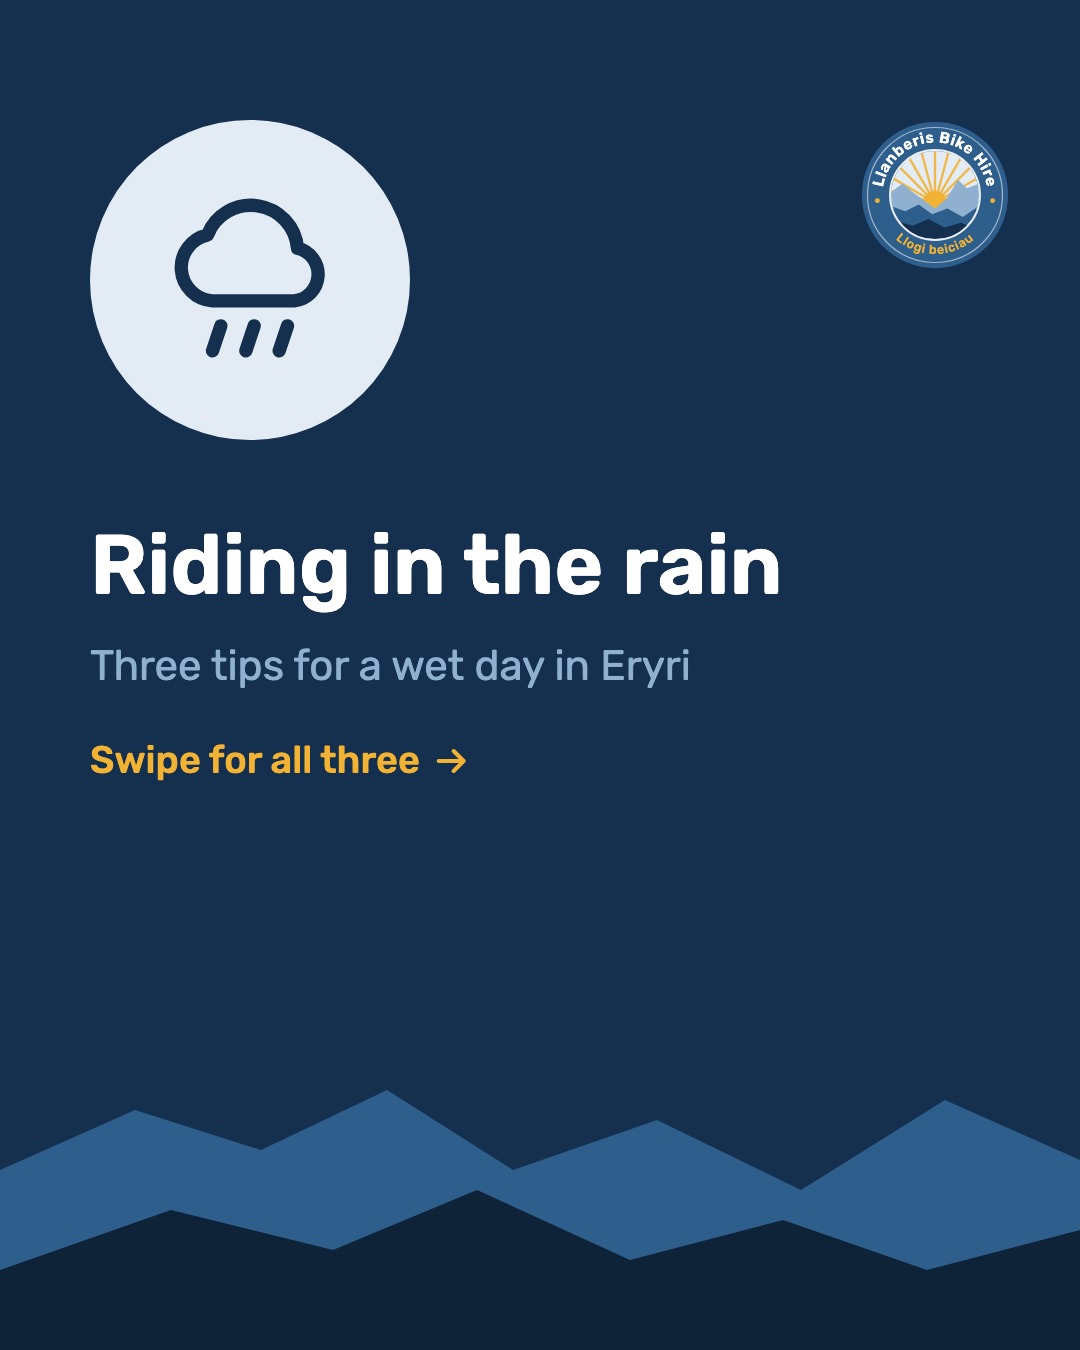 Llanberis Bike Hire
Llogi beiciau
Riding in the rain
Three tips for a wet day in Eryri
Swipe for all three →